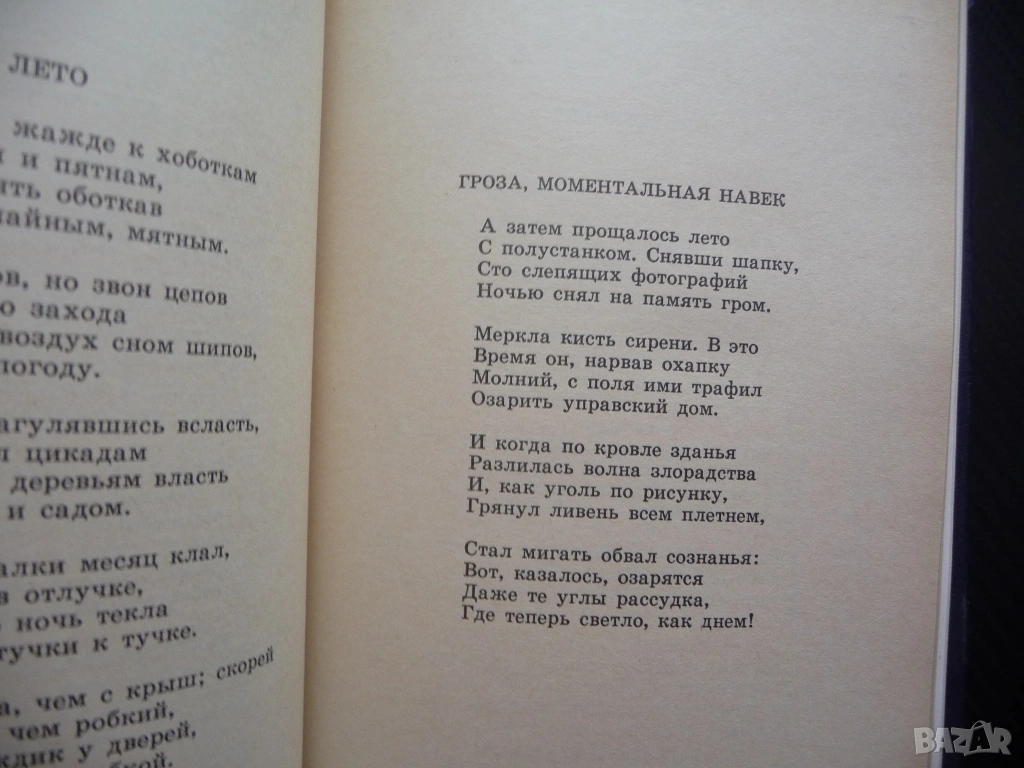 ЛЕТО
жажде к хоботкам
и пятнам,
оботкав
мятным.
но звон цепов
захода
воздух сном шипов,
погоду.
всласть,
цикадам
деревьям власть
и садом.
месяц клал,
отлучке,
ночь текла
тучки к тучке.
чем с крыш; скорей
чем робкий,
у дверей,
ГРОЗА, МОМЕНТАЛЬНАЯ НАВЕК
А затем прощалось лето
С полустанком. Снявши шапку,
Сто слепящих фотографий
Ночью снял на память гром.
Меркла кисть сирени. В это
Время он, нарвав охапку
Молний, с поля ими трафил
Озарить управский дом.
И когда по кровле зданья
Разлилась волна злорадства
И, как уголь по рисунку,
Грянул ливень всем плетнем,
Стал мигать обвал сознанья:
Вот, казалось, озарятся
Даже те углы рассудка,
Где теперь светло, как днем!
BAZAR